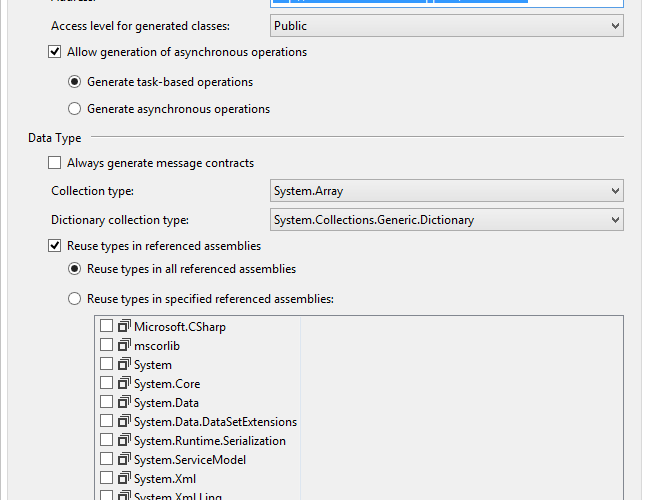 Access level for generated classes: Public
Allow generation of asynchronous operations
Generate task-based operations
Generate asynchronous operations
Data Type
Always generate message contracts
Collection type: System.Array
Dictionary collection type: System.Collections.Generic.Dictionary
Reuse types in referenced assemblies
Reuse types in all referenced assemblies
Reuse types in specified referenced assemblies:
Microsoft.CSharp
mscorlib
System
System.Core
System.Data
System.Data.DataSetExtensions
System.Runtime.Serialization
System.ServiceModel
System.Xml
System.Xml.Linq